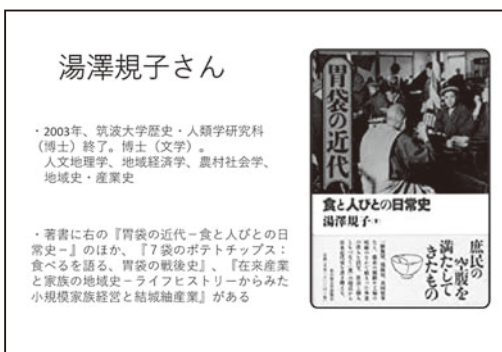 湯澤規子さん
・2003年、筑波大学歴史・人類学研究科
（博士）終了。博士（文学）。
人文地理学、地域経済学、農村社会学、
地域史・産業史
・著書に右の『胃袋の近代－食と人びとの日
常史－』のほか、『７袋のポテトチップス：
食べるを語る、胃袋の戦後史』、『在来産業
と家族の地域史－ライフヒストリーからみた
小規模家族経営と結城紬産業』がある
胃袋の近代
食と人びとの日常史
湯澤規子
庶民の
空腹を
満たして
きたもの